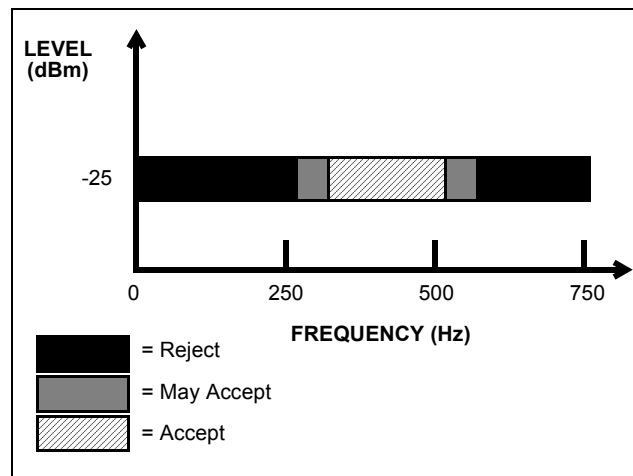 LEVEL
(dBm)
-25
0 250 500 750
FREQUENCY (Hz)
= Reject
= May Accept
= Accept